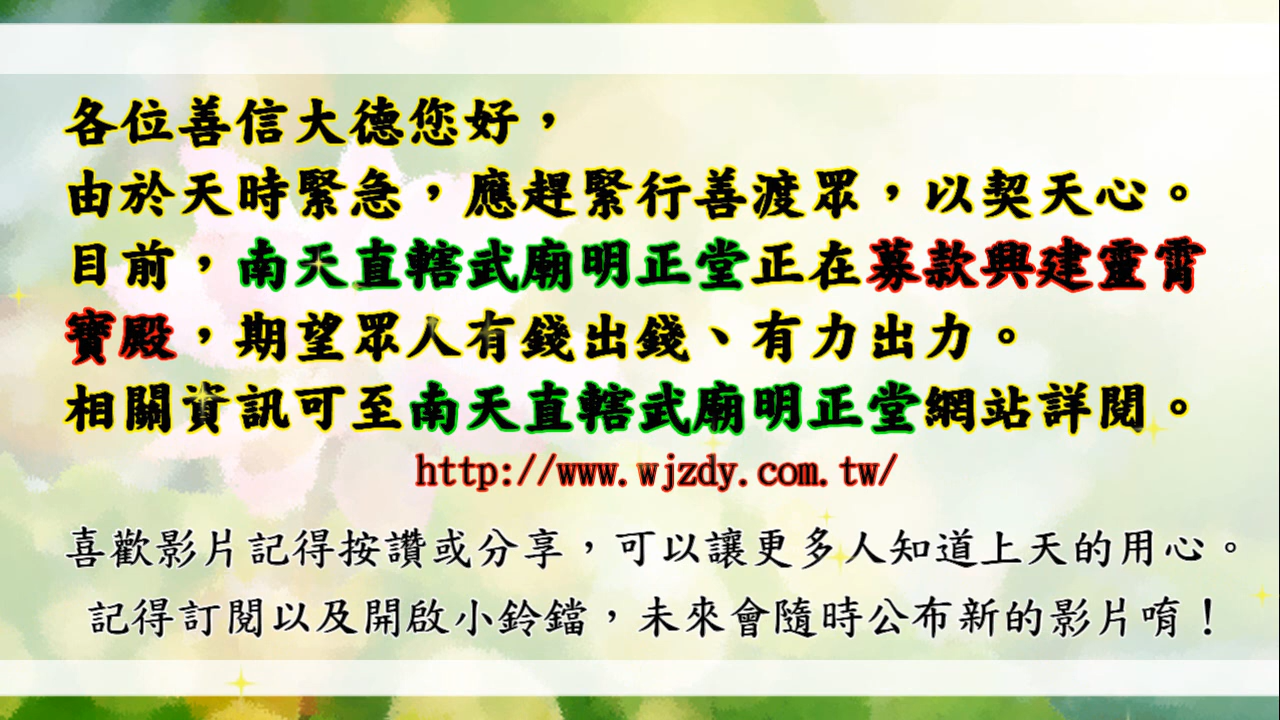 各位善信大德您好，
由於天時緊急，應趕緊行善渡眾，以契天心。
目前，南天直轄武廟明正堂正在募款興建靈霄
寶殿，期望眾人有錢出錢、有力出力。
相關資訊可至南天直轄武廟明正堂網站詳閱。
http://www.wjzdy.com.tw/
喜歡影片記得按讚或分享，可以讓更多人知道上天的用心。
記得訂閱以及開啟小鈴鐺，未來會隨時公布新的影片唷！